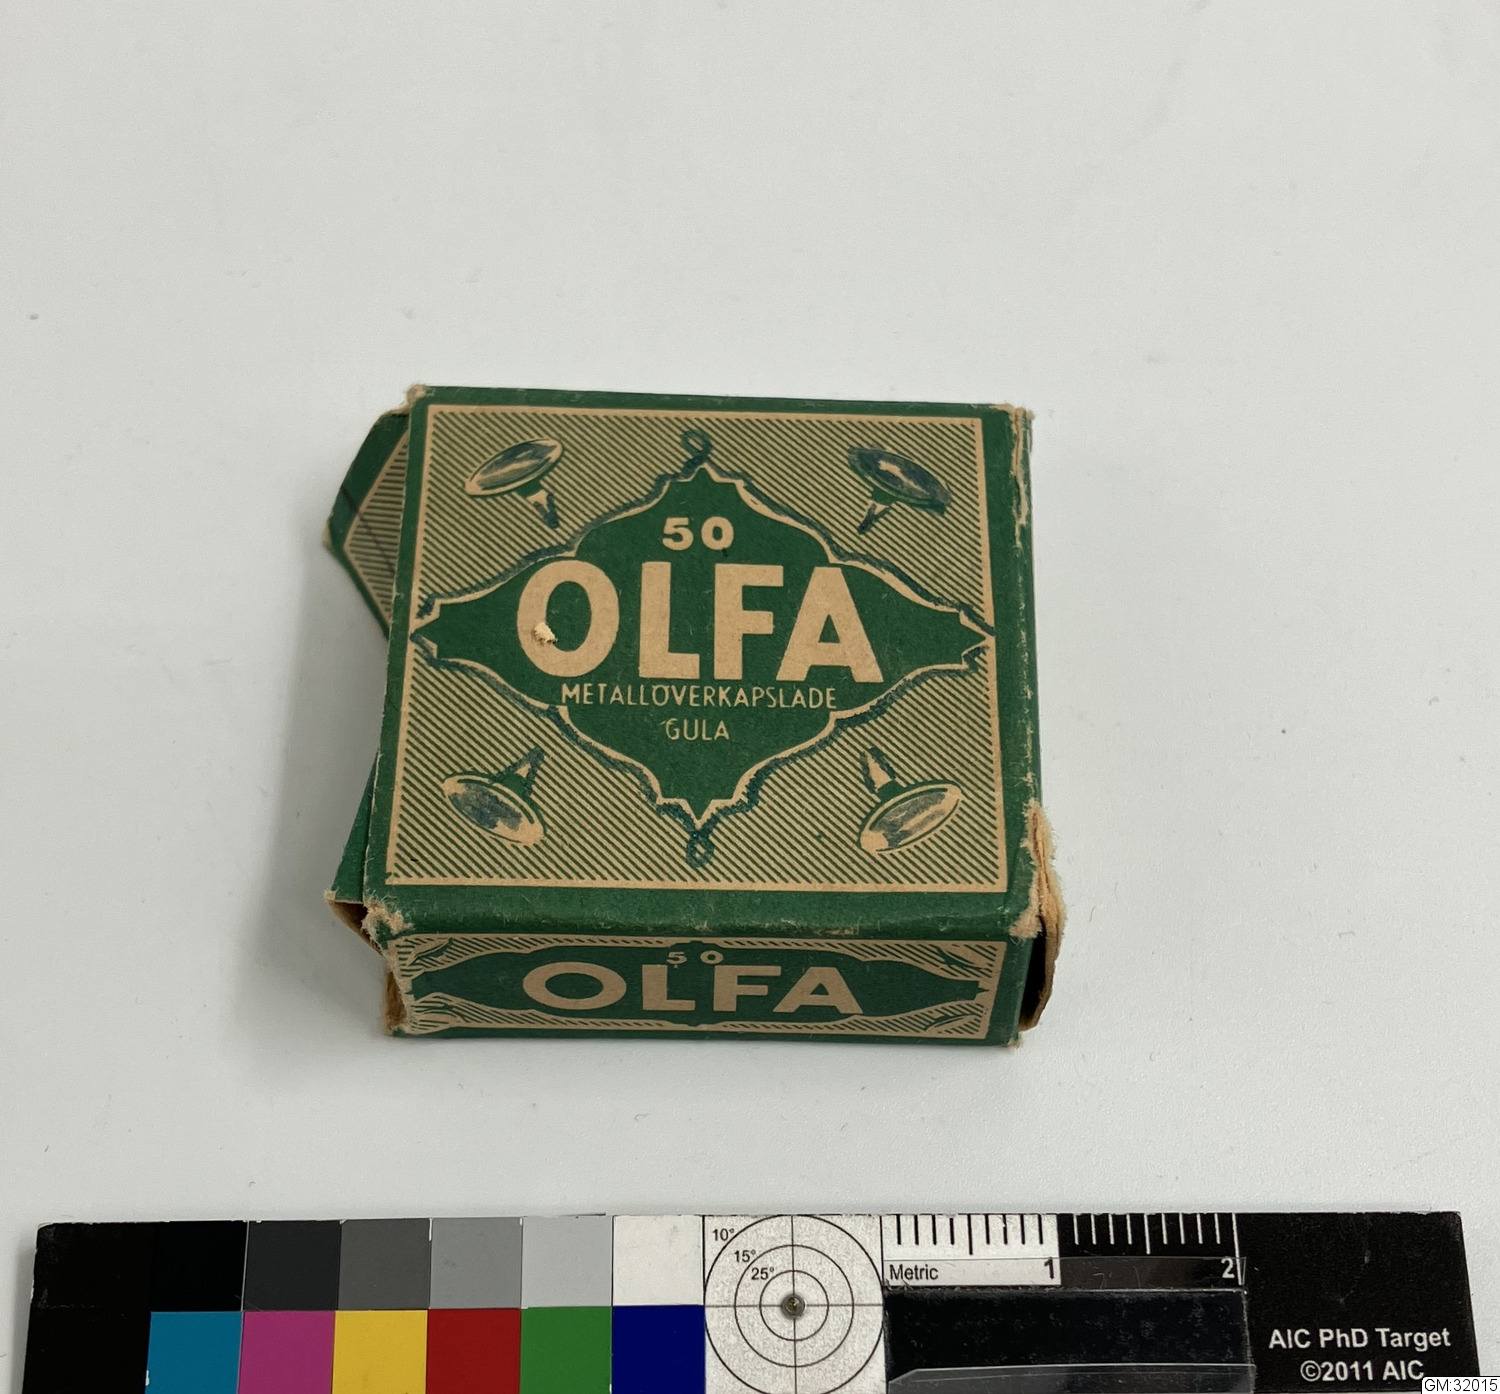 50
OLFA
METALLÖVERKAPSLADE
GULA
50
OLFA
10°
15°
25°
Metric
1
2
AIC PhD Target
©2011 AIC
GM:32015